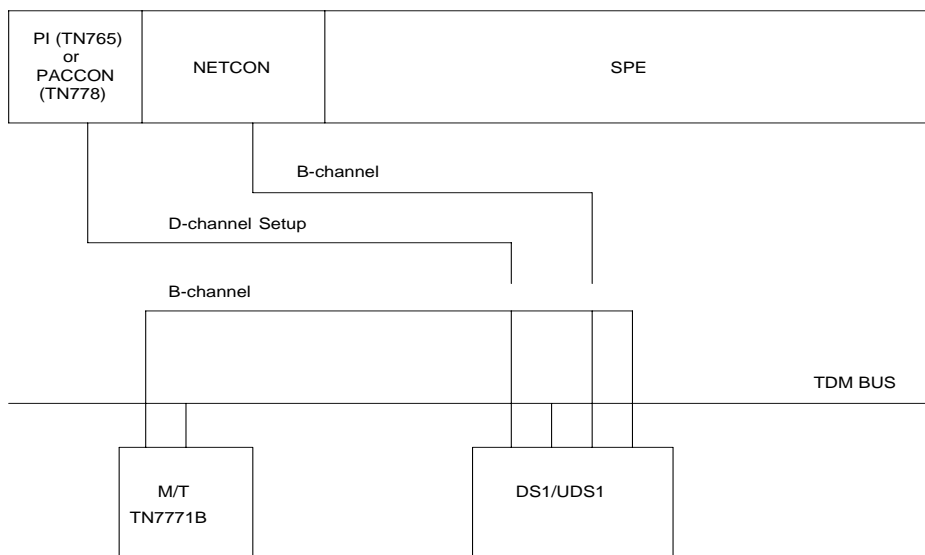 PI (TN765)
or
PACCON
(TN778)
NETCON
SPE
B-channel
D-channel Setup
B-channel
TDM BUS
M/T
TN7771B
DS1/UDS1